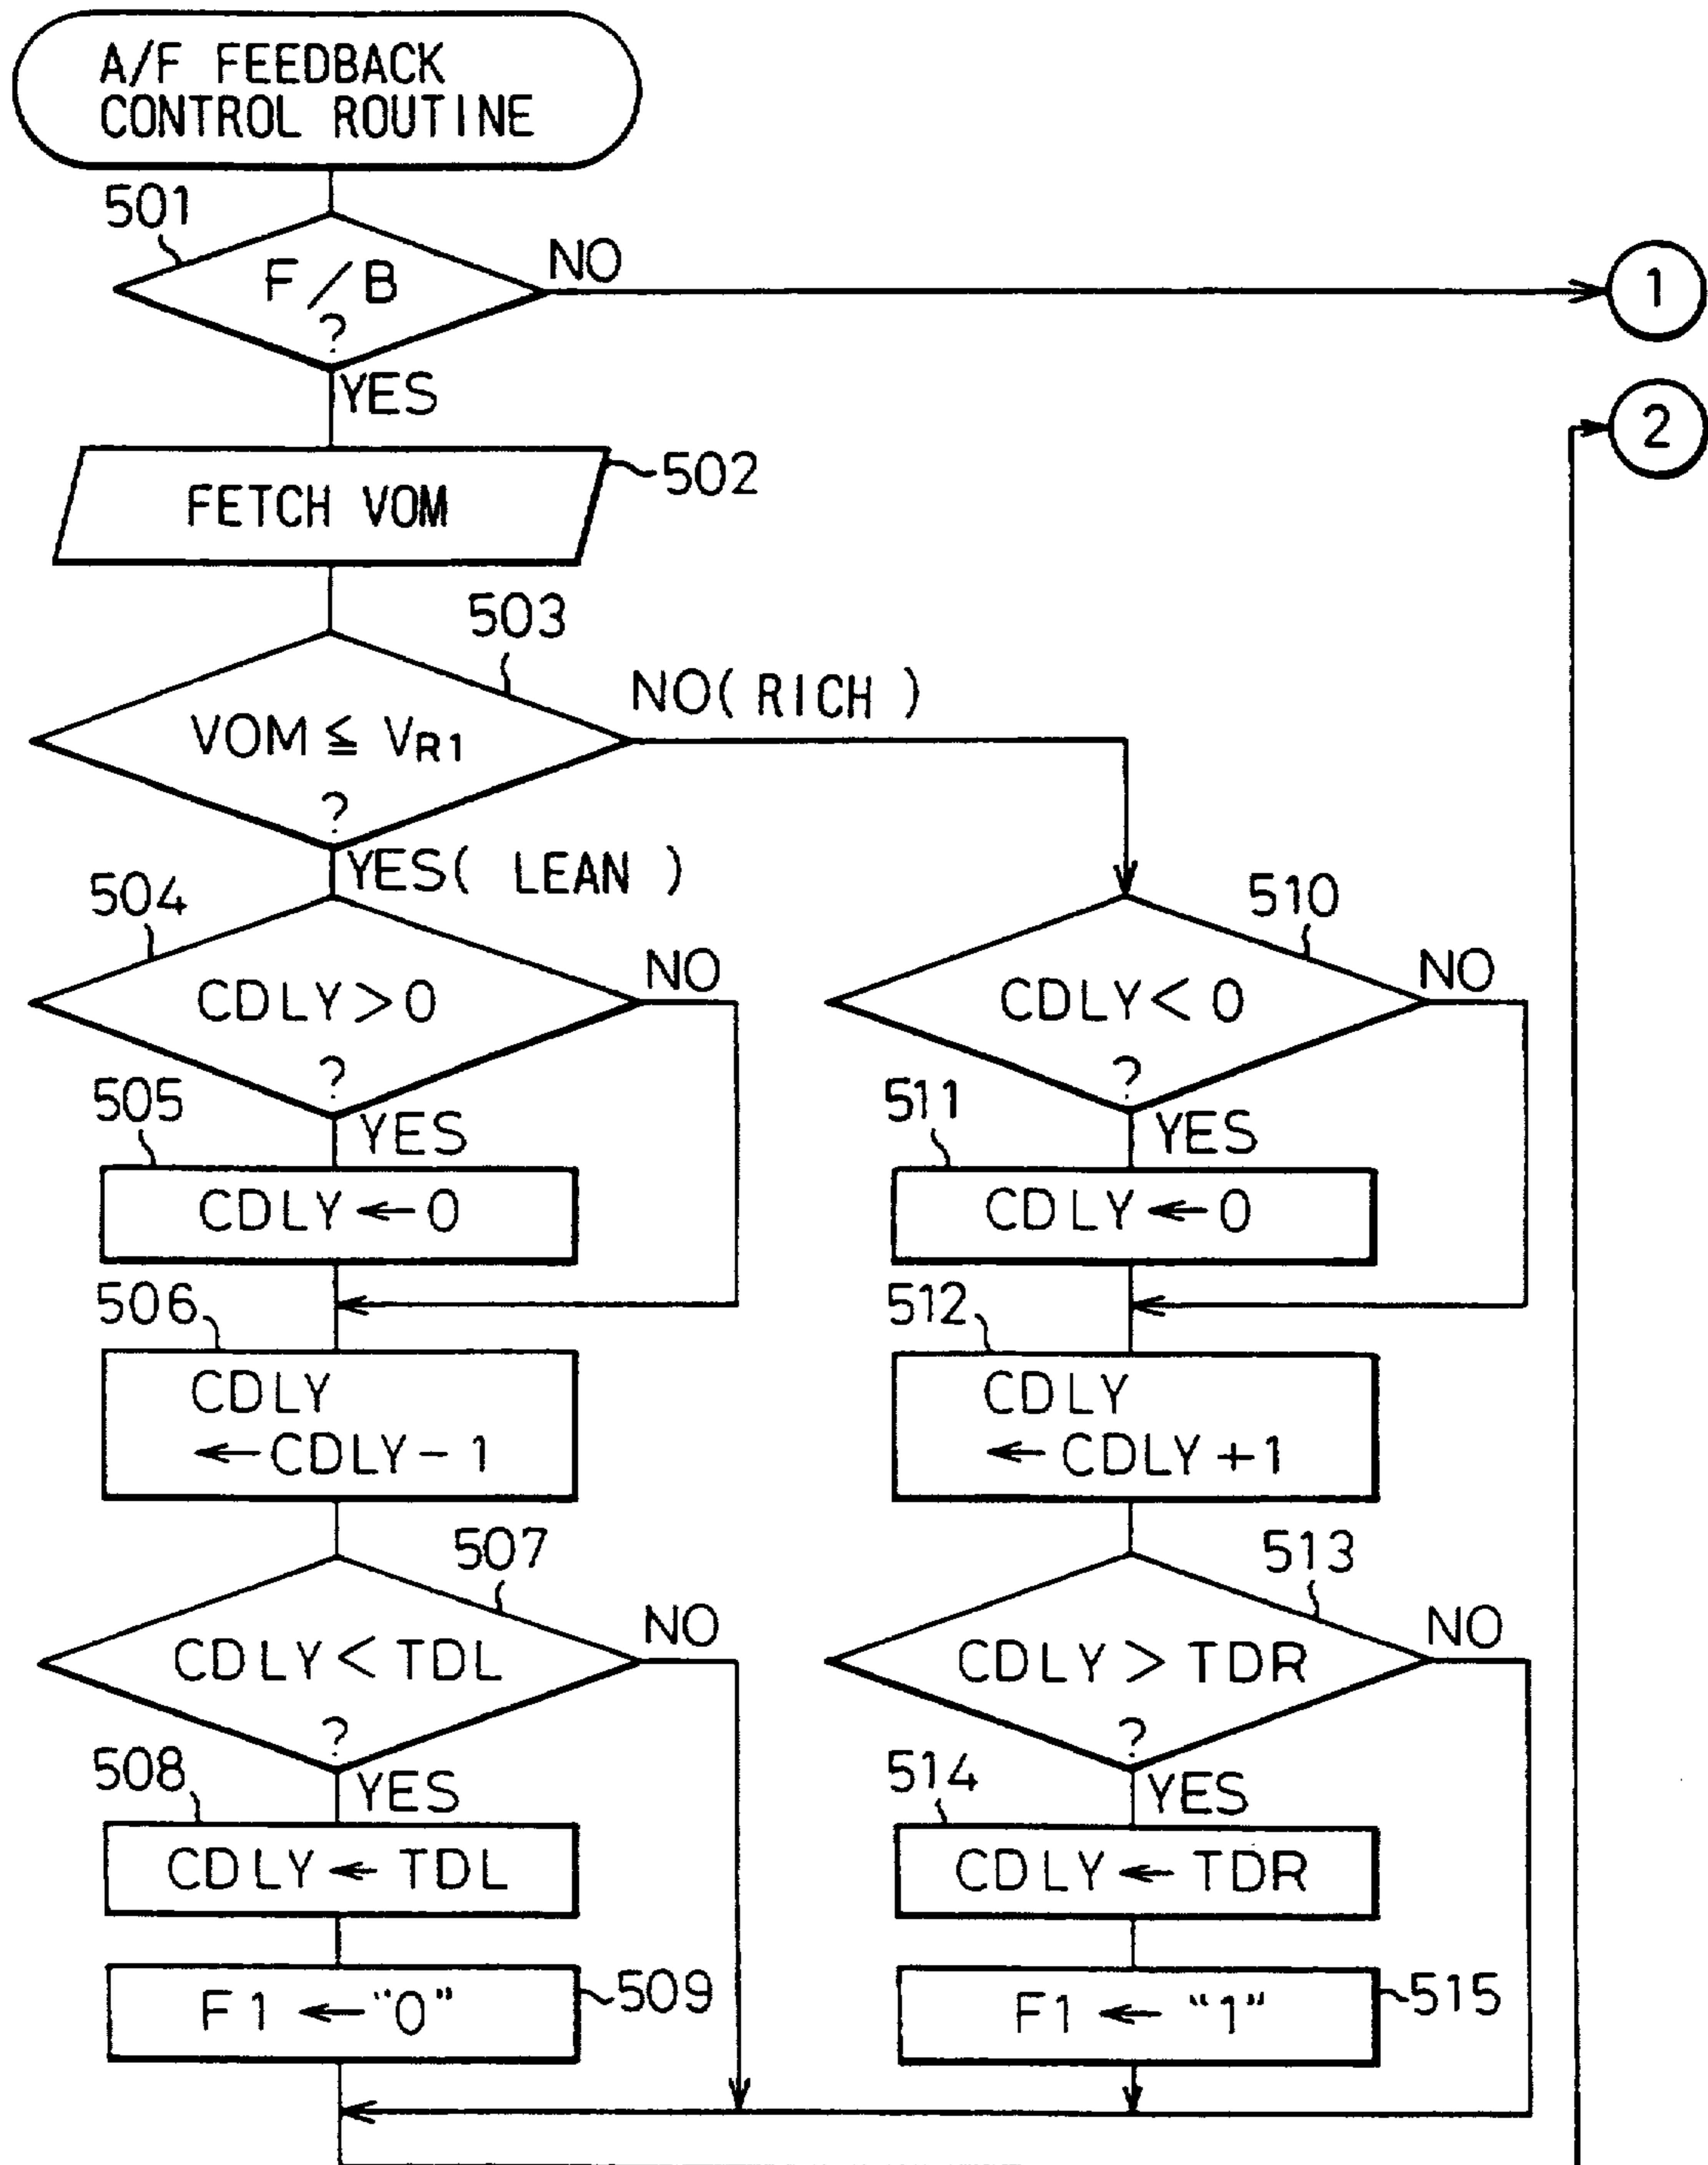 A/F FEEDBACK
CONTROL ROUTINE
501
F/B
?
NO
1
YES
2
FETCH VOM
502
503
VOM ≦ VR1
?
NO( RICH )
YES( LEAN )
504
CDLY > 0
?
NO
510
CDLY < 0
?
NO
505
YES
CDLY ← 0
511
YES
CDLY ← 0
506
CDLY
← CDLY - 1
512
CDLY
← CDLY + 1
507
CDLY < TDL
?
NO
513
CDLY > TDR
?
NO
508
YES
CDLY ← TDL
514
YES
CDLY ← TDR
F1 ← "0"
509
F1 ← "1"
515